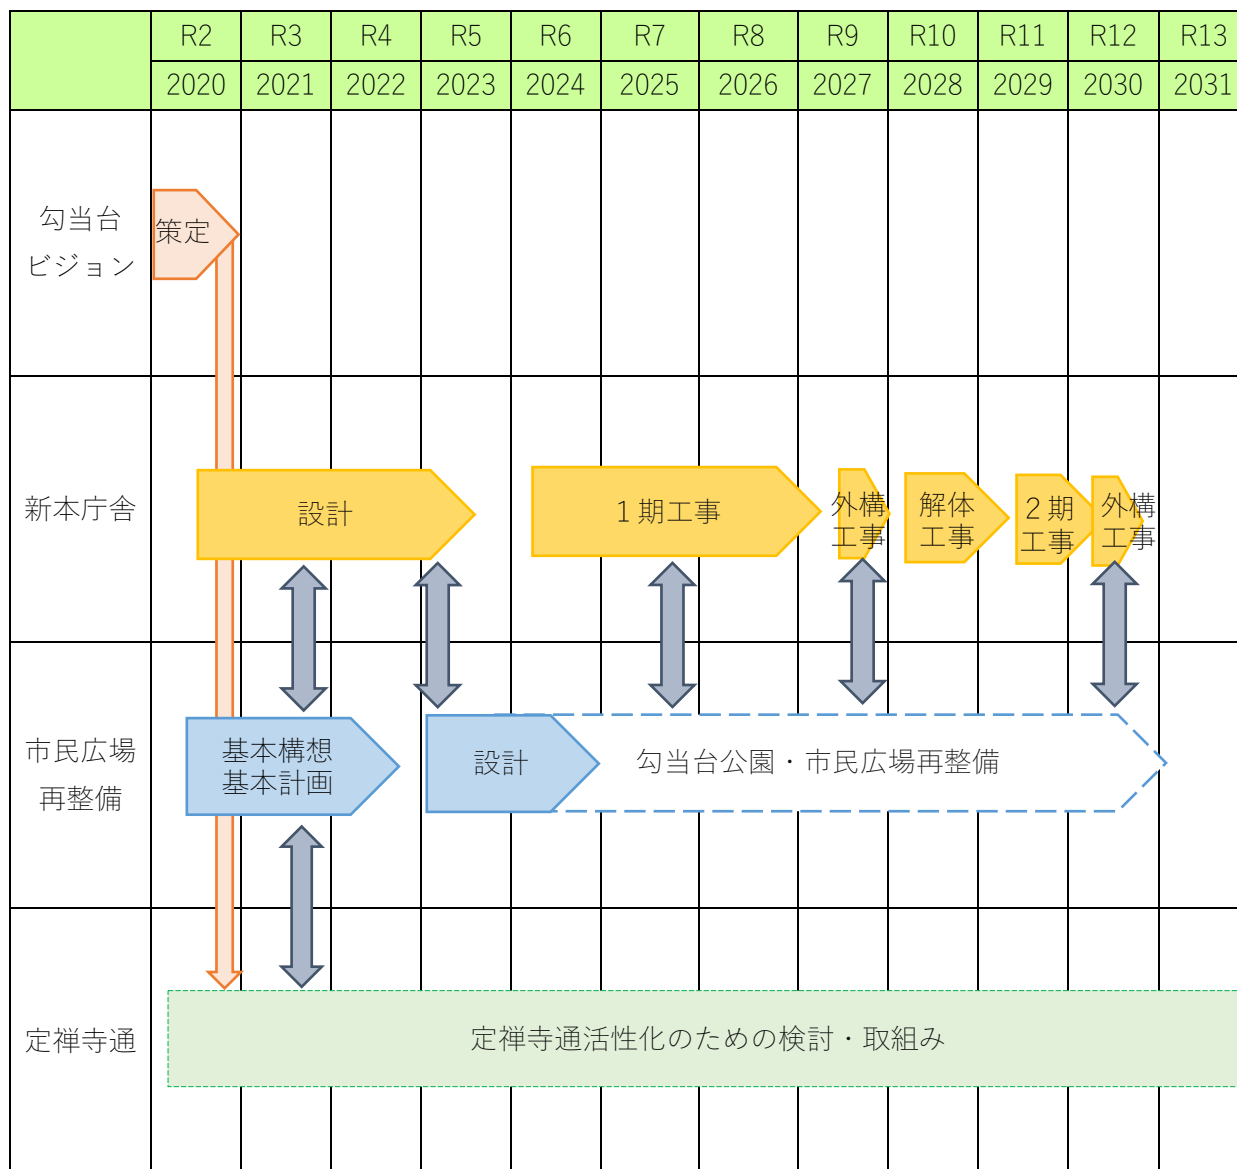 R2 R3 R4 R5 R6 R7 R8 R9 R10 R11 R12 R13
2020 2021 2022 2023 2024 2025 2026 2027 2028 2029 2030 2031
勾当台
ビジョン
策定
新本庁舎
設計
１期工事
外構
工事
解体
工事
２期
工事
外構
工事
市民広場
再整備
基本構想
基本計画
設計
勾当台公園・市民広場再整備
定禅寺通
定禅寺通活性化のための検討・取組み